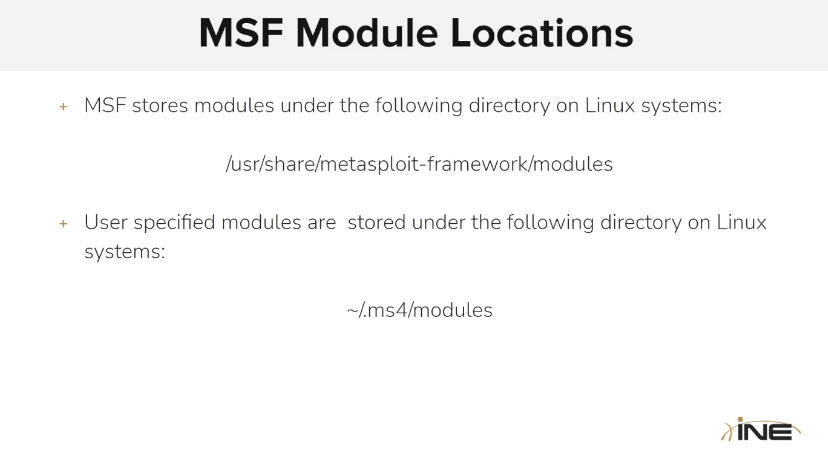 MSF Module Locations
+ MSF stores modules under the following directory on Linux systems:
/usr/share/metasploit-framework/modules
+ User specified modules are  stored under the following directory on Linux
systems:
~/.ms4/modules
iNE